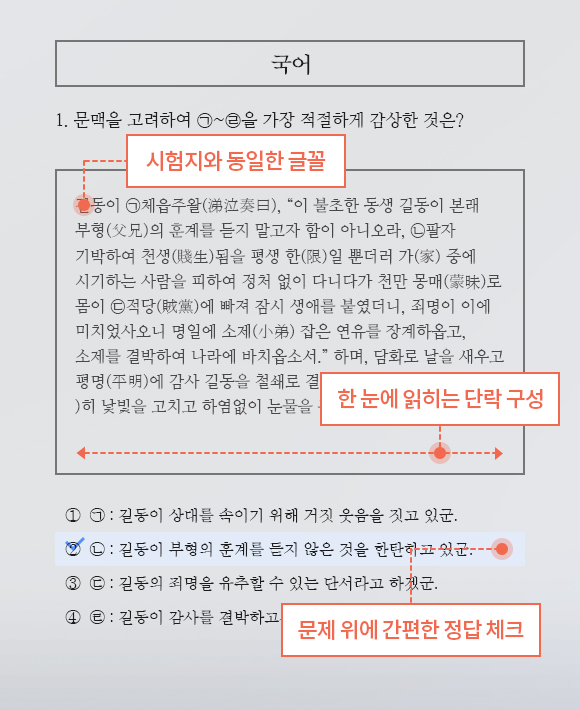 국어
1. 문맥을 고려하여 ㉠~㉣을 가장 적절하게 감상한 것은?
시험지와 동일한 글꼴
길동이 ㉠체읍주왈(涕泣奏曰), “이 불초한 동생 길동이 본래
부형(父兄)의 훈계를 듣지 말고자 함이 아니오라, ㉡팔자
기박하여 천생(賤生)됨을 평생 한(限)일 뿐더러 가(家) 중에
시기하는 사람을 피하여 정처 없이 다니다가 천만 몽매(蒙昧)로
몸이 ㉢적당(賊黨)에 빠져 잠시 생애를 붙였더니, 죄명이 이에
미치었사오니 명일에 소제(小弟) 잡은 연유를 장계하옵고,
소제를 결박하여 나라에 바치옵소서.” 하며, 담화로 날을 새우고
평명(平明)에 감사 길동을 철쇄로 결
)히 낯빛을 고치고 하염없이 눈물을
한 눈에 읽히는 단락 구성
① ㉠ : 길동이 상대를 속이기 위해 거짓 웃음을 짓고 있군.
② ㉡ : 길동이 부형의 훈계를 듣지 않은 것을 한탄하고 있군.
③ ㉢ : 길동의 죄명을 유추할 수 있는 단서라고 하겠군.
④ ㉣ : 길동이 감사를 결박하고
문제 위에 간편한 정답 체크